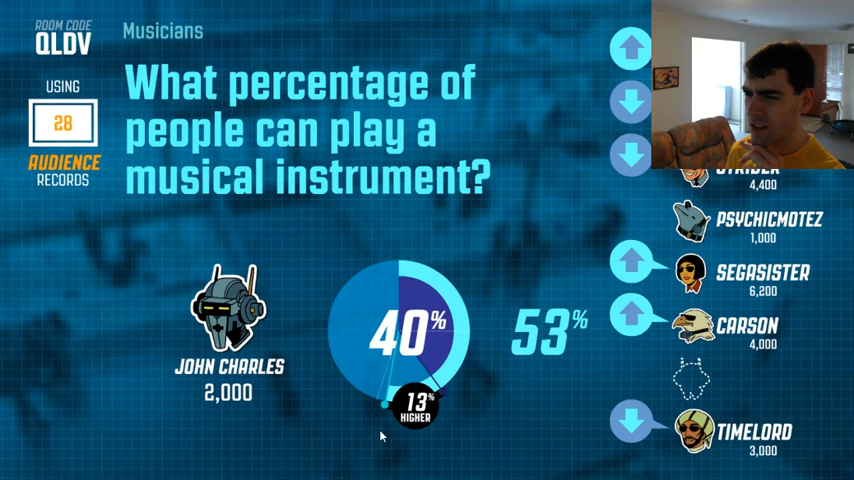 ROOM CODE
QLDV
Musicians
USING
28
AUDIENCE
RECORDS
What percentage of
people can play a
musical instrument?
4,400
PSYCHICMOTEZ
1,000
SEGASISTER
6,200
CARSON
4,000
JOHN CHARLES
2,000
40%
53%
13%
HIGHER
TIMELORD
3,000